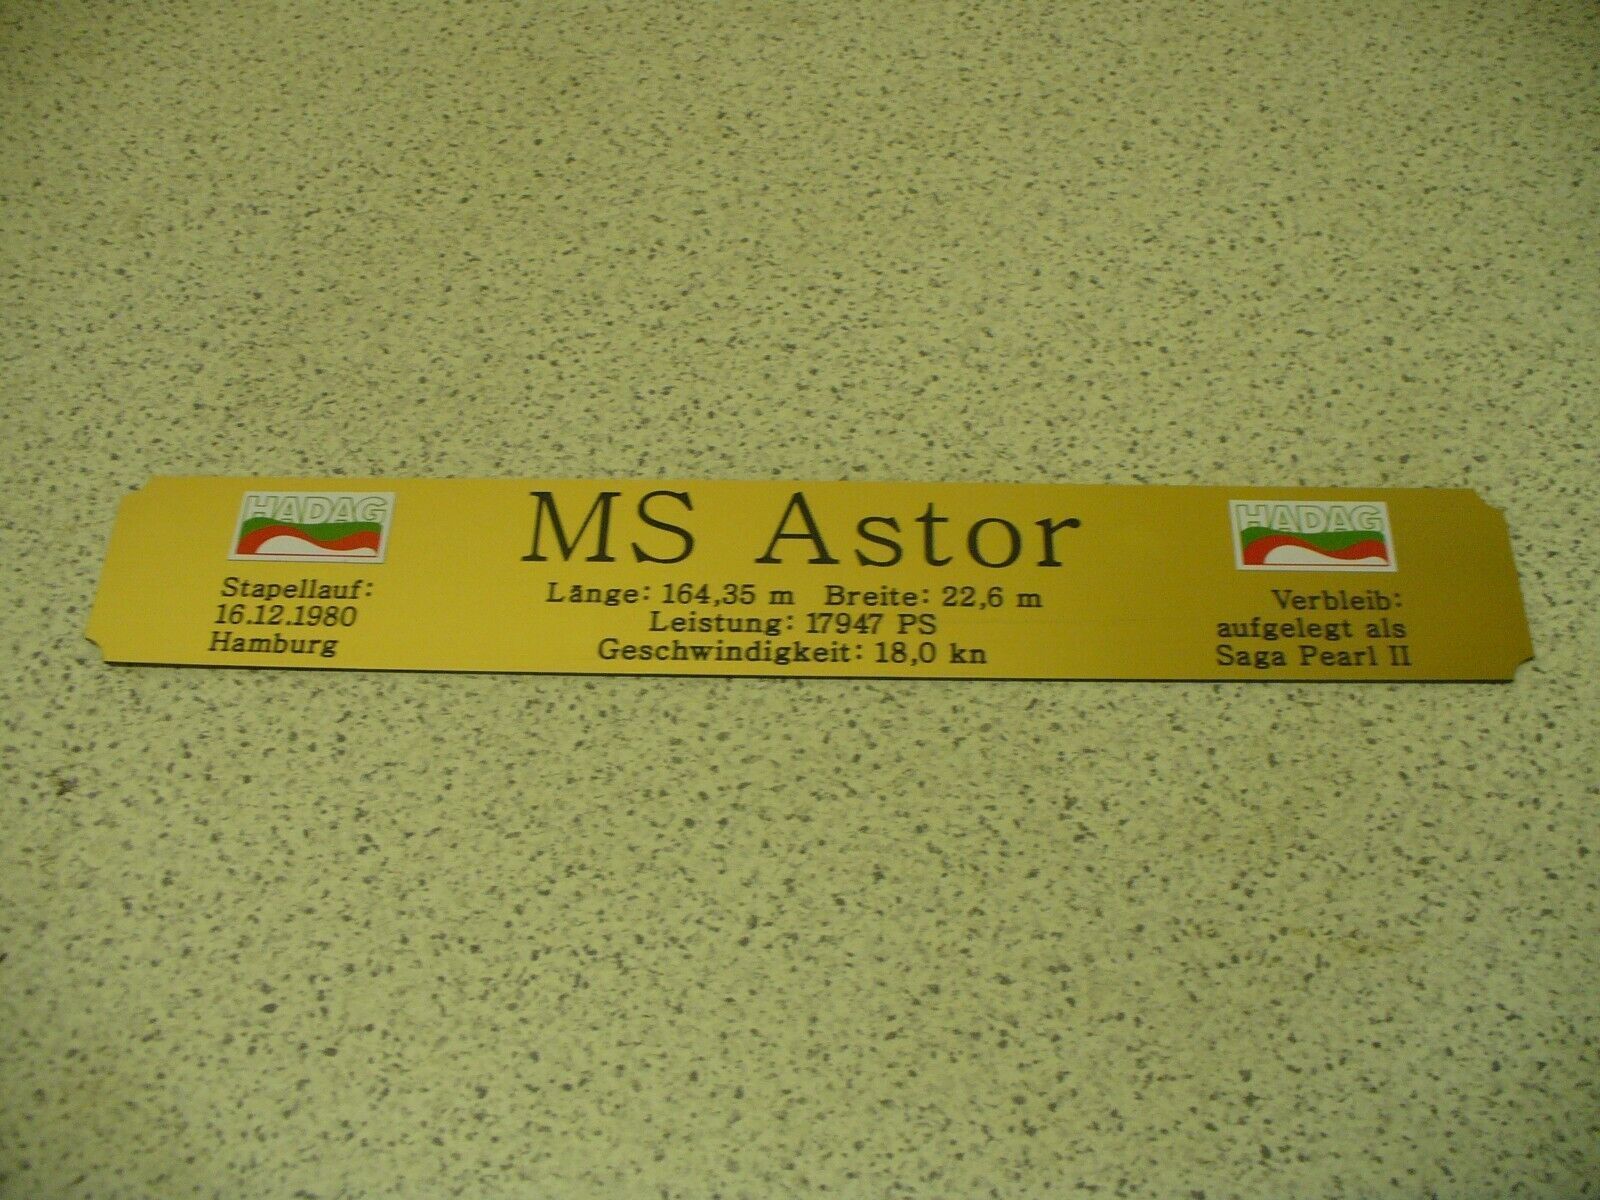 HADAG
Stapellauf:
16.12.1980
Hamburg
MS Astor
Länge: 164,35 m Breite: 22,6 m
Leistung: 17947 PS
Geschwindigkeit: 18,0 kn
HADAG
Verbleib:
aufgelegt als
Saga Pearl II